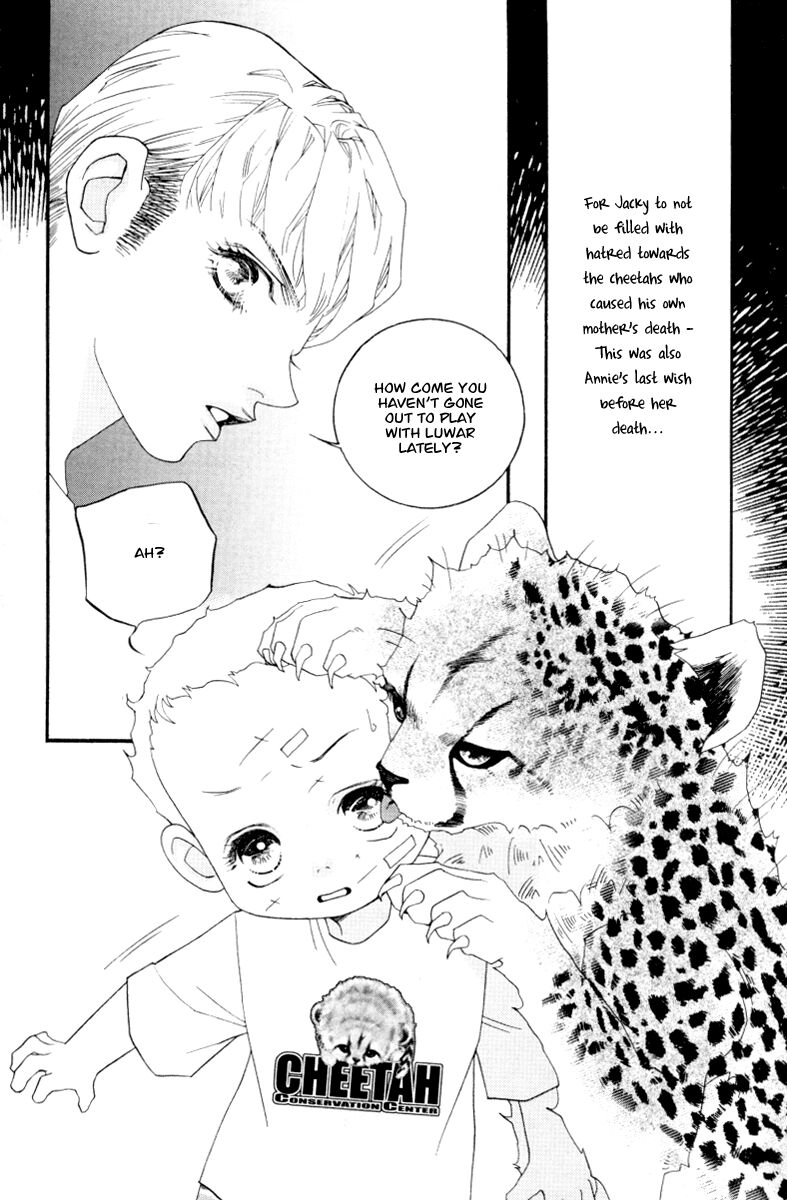 For Jacky to not
be filled with
hatred towards
the cheetahs who
caused his own
mother's death -
This was also
Annie's last wish
before her
death...
HOW COME YOU
HAVEN'T GONE
OUT TO PLAY
WITH LUWAR
LATELY?
AH?
CHEETAH
CONSERVATION CENTER